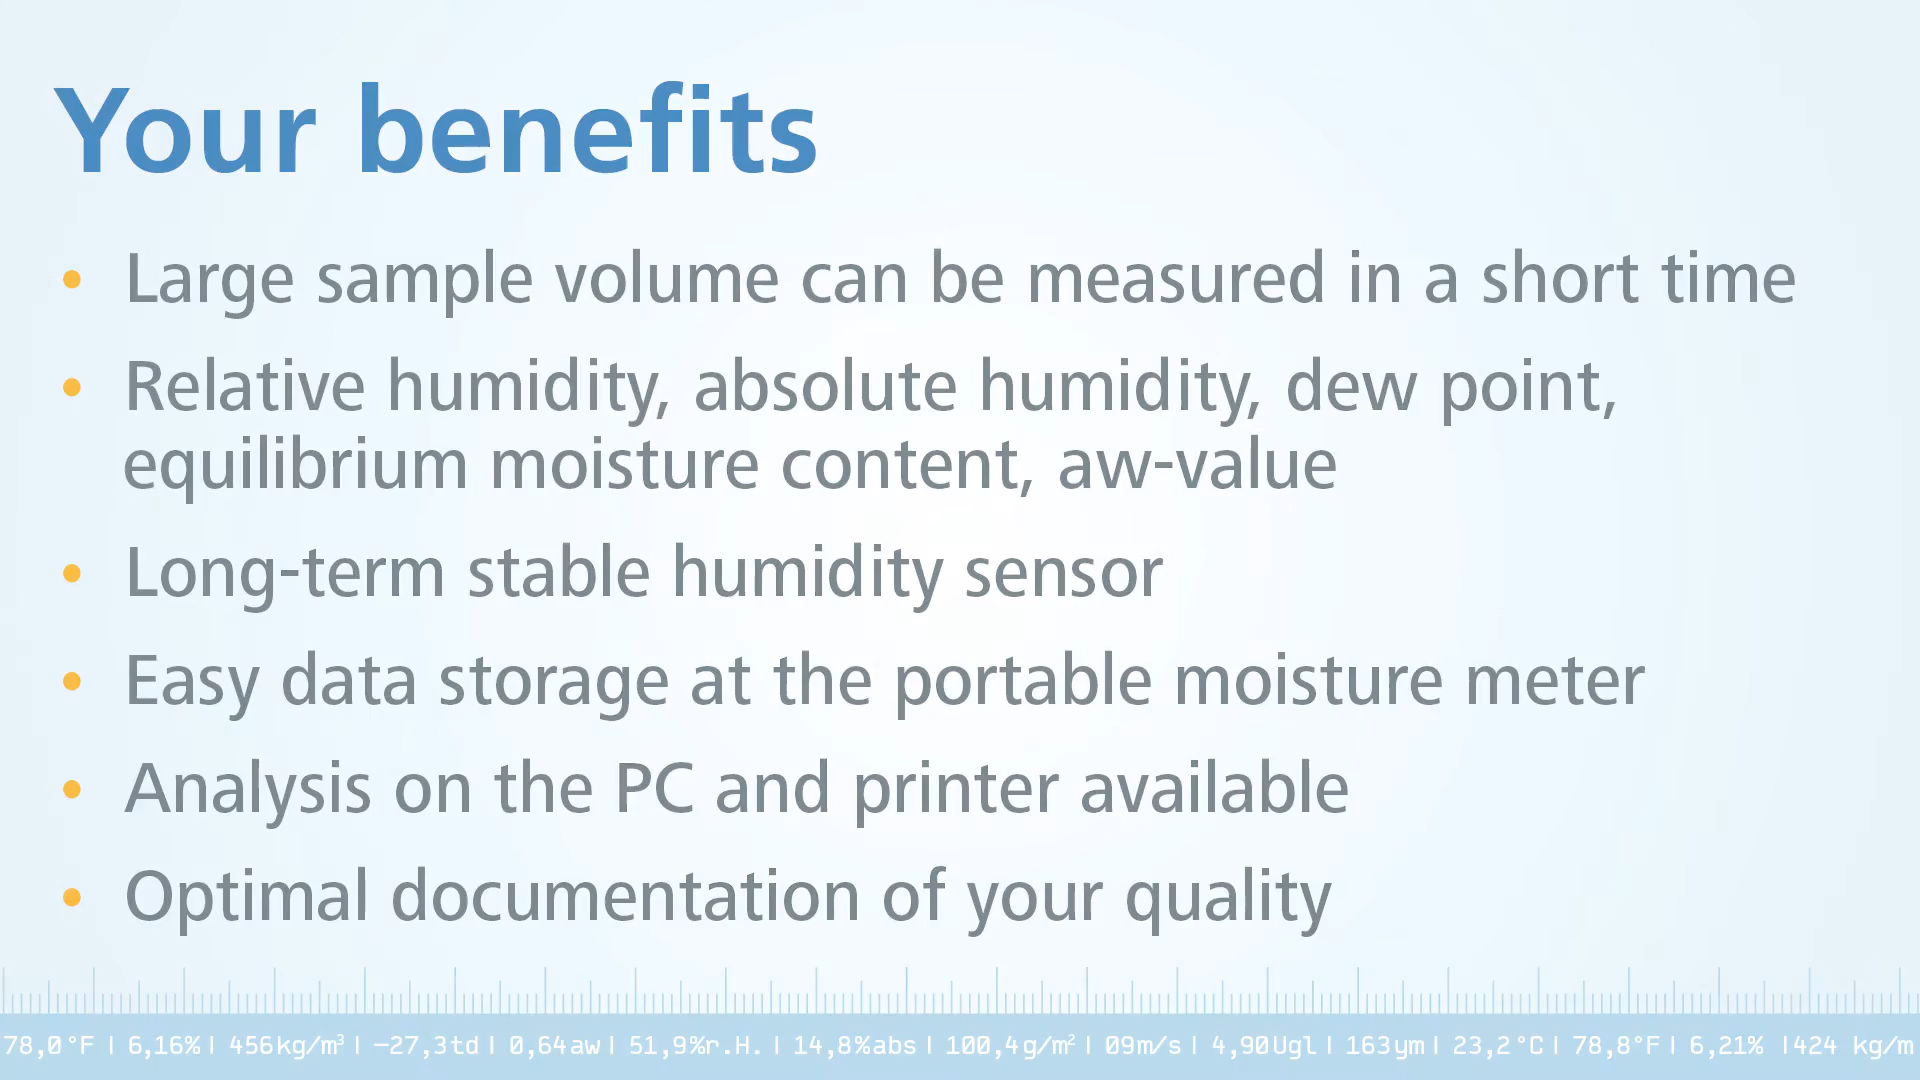 Your benefits
• Large sample volume can be measured in a short time
• Relative humidity, absolute humidity, dew point,
equilibrium moisture content, aw-value
• Long-term stable humidity sensor
• Easy data storage at the portable moisture meter
• Analysis on the PC and printer available
• Optimal documentation of your quality
78,0°F | 6,16% | 456kg/m³ | −27,3td | 0,64aw | 51,9%r.H. | 14,8%abs | 100,4g/m² | 09m/s | 4,90Ugl | 163ym | 23,2°C | 78,8°F | 6,21% | 424 kg/m